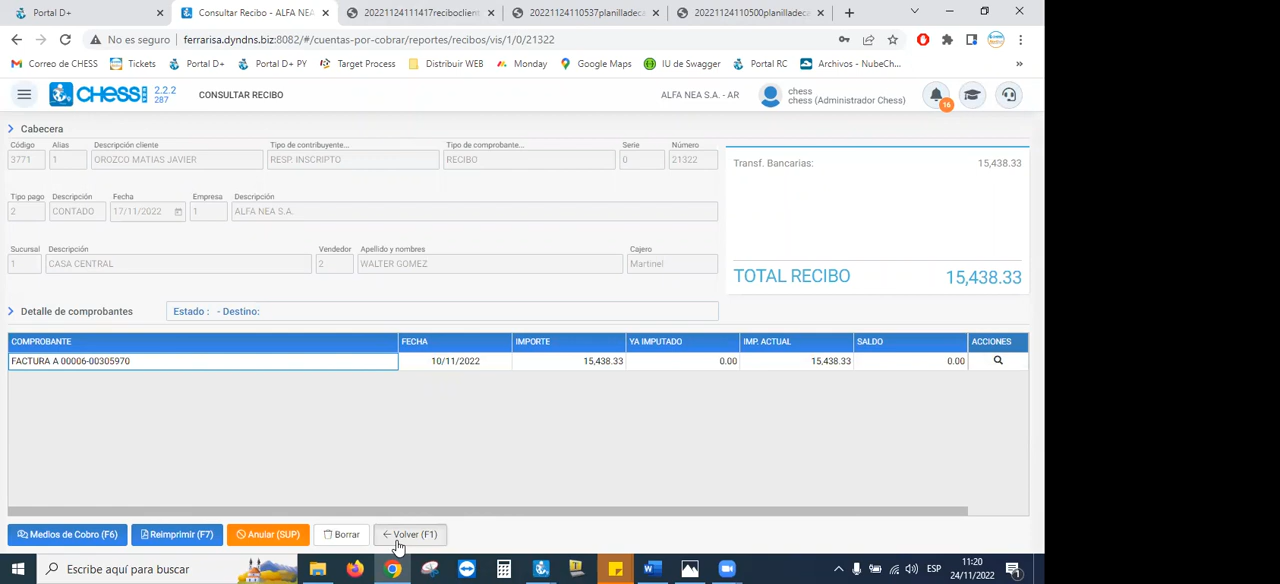 Portal D+
Consultar Recibo - ALFA NEA
20221124111417reciboclient
20221124110537planilladeca
20221124110500planilladeca
No es seguro | ferrarisa.dyndns.biz:8082/#/cuentas-por-cobrar/reportes/recibos/vis/1/0/21322
Correo de CHESS
Tickets
Portal D+
Portal D+ PY
Target Process
Distribuir WEB
Monday
Google Maps
IU de Swagger
Portal RC
Archivos - NubeCh...
»
CHESS
2.2.2
287
CONSULTAR RECIBO
ALFA NEA S.A. - AR
chess
chess (Administrador Chess)
16
Cabecera
Código Alias Descripción cliente Tipo de contribuyente... Tipo de comprobante... Serie Número
3771 1 OROZCO MATIAS JAVIER RESP. INSCRIPTO RECIBO 0 21322
Transf. Bancarias: 15,438.33
Tipo pago Descripción Fecha Empresa Descripción
2 CONTADO 17/11/2022 1 ALFA NEA S.A.
Sucursal Descripción Vendedor Apellido y nombres Cajero
1 CASA CENTRAL 2 WALTER GOMEZ Martinel
TOTAL RECIBO 15,438.33
Detalle de comprobantes
Estado : - Destino:
COMPROBANTE FECHA IMPORTE YA IMPUTADO IMP. ACTUAL SALDO ACCIONES
FACTURA A 00006-00305970 10/11/2022 15,438.33 0.00 15,438.33 0.00
Medios de Cobro (F6)
Reimprimir (F7)
Anular (SUP)
Borrar
Volver (F1)
Escribe aquí para buscar
ESP
11:20
24/11/2022
1